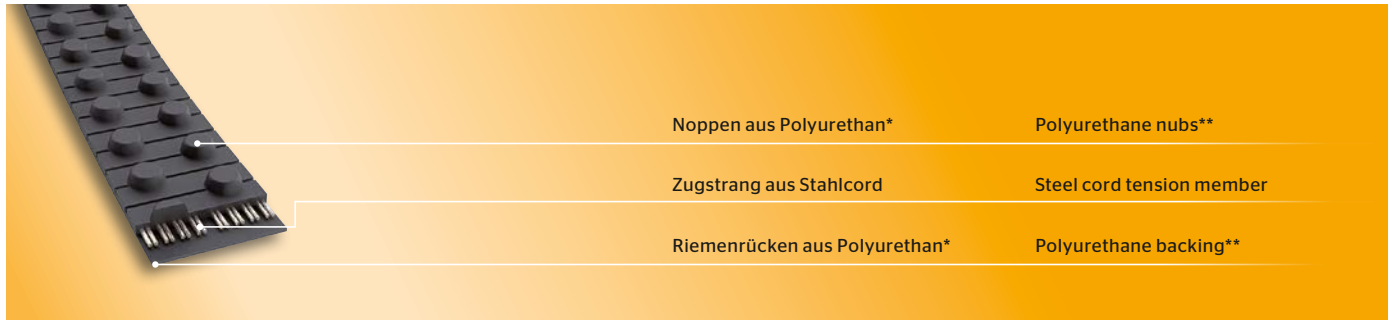 Noppen aus Polyurethan* Polyurethane nubs**
Zugstrang aus Stahlcord Steel cord tension member
Riemenrücken aus Polyurethan* Polyurethane backing**